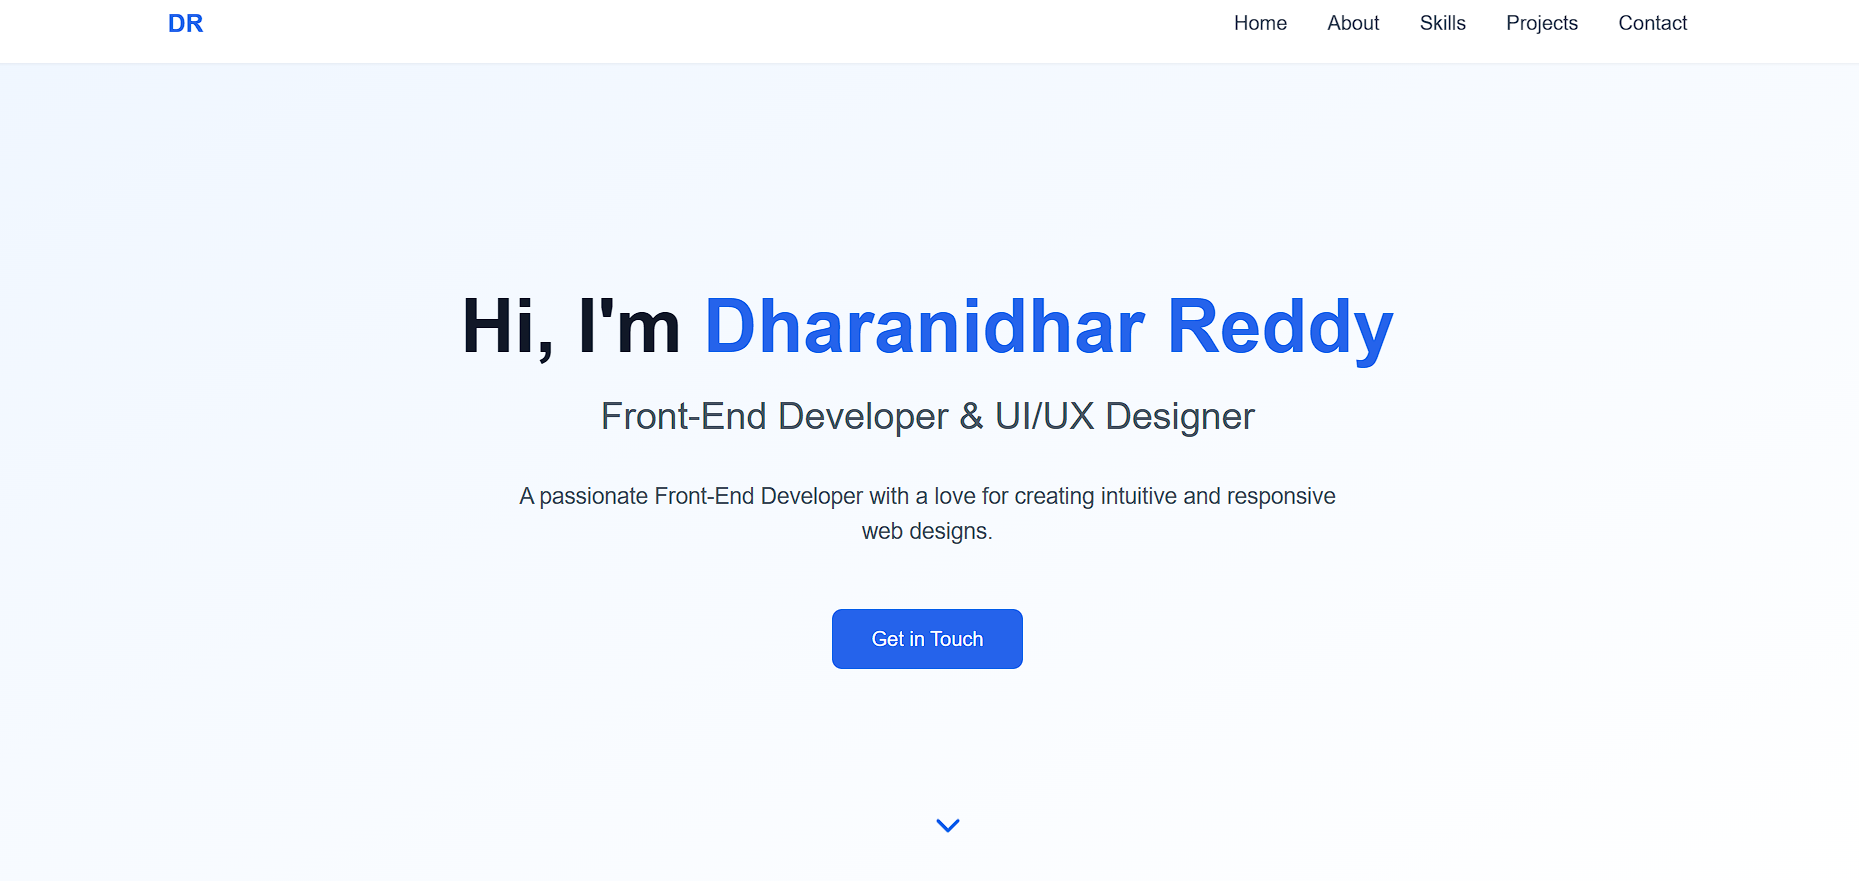 DR
Home About Skills Projects Contact
Hi, I'm Dharanidhar Reddy
Front-End Developer & UI/UX Designer
A passionate Front-End Developer with a love for creating intuitive and responsive
web designs.
Get in Touch